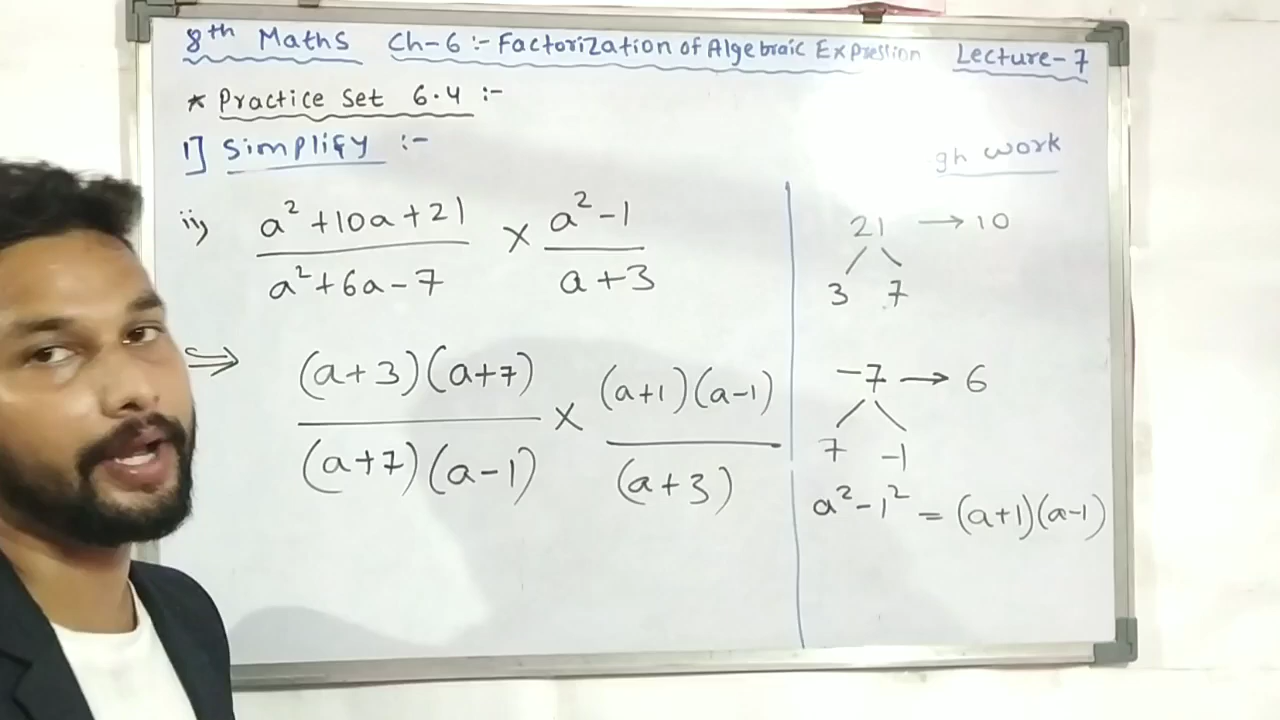 8th Maths Ch-6 :- Factorization of Algebraic Expression Lecture-7
* Practice Set 6.4 :-
1] Simplify :-
ii) (a²+10a+21)/(a²+6a-7) × (a²-1)/(a+3)
⇒ (a+3)(a+7)/(a+7)(a-1) × (a+1)(a-1)/(a+3)
gh work
21 → 10
3 7
-7 → 6
7 -1
a²-1² = (a+1)(a-1)